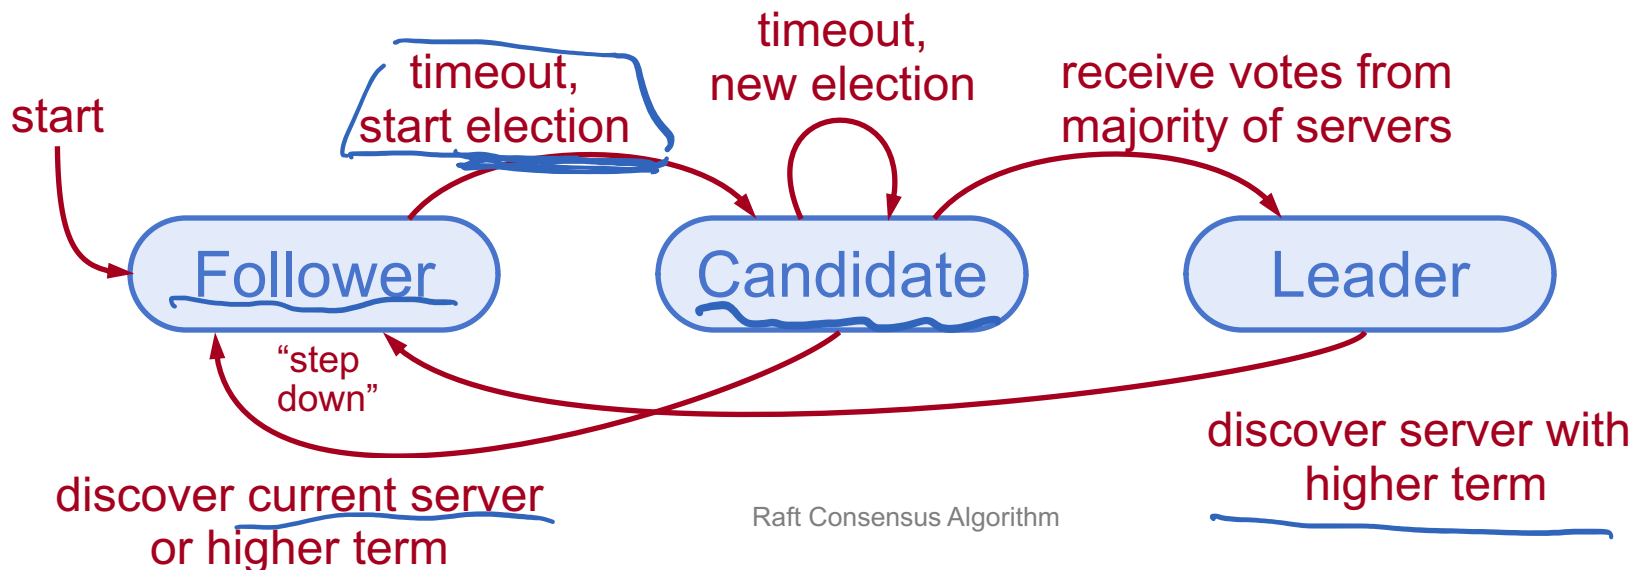 start
timeout,
start election
timeout,
new election
receive votes from
majority of servers
Follower
Candidate
Leader
“step
down”
discover current server
or higher term
discover server with
higher term
Raft Consensus Algorithm